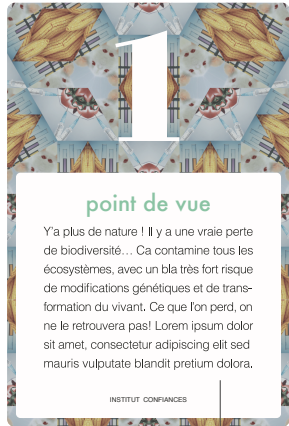 1
point de vue
Y'a plus de nature ! Il y a une vraie perte
de biodiversité… Ca contamine tous les
écosystèmes, avec un bla très fort risque
de modifications génétiques et de trans-
formation du vivant. Ce que l'on perd, on
ne le retrouvera pas! Lorem ipsum dolor
sit amet, consectetur adipiscing elit sed
mauris vulputate blandit pretium dolora.
INSTITUT CONFIANCES